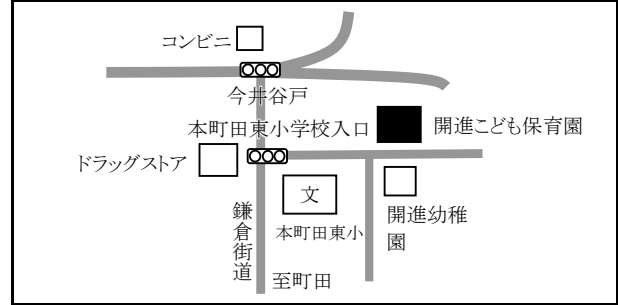 コンビニ
今井谷戸
本町田東小学校入口
開進こども保育園
ドラッグストア
文
開進幼稚
園
本町田東小
鎌倉街道
至町田